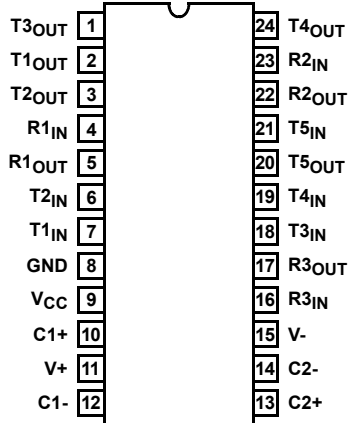 T3OUT 1 24 T4OUT
T1OUT 2 23 R2IN
T2OUT 3 22 R2OUT
R1IN 4 21 T5IN
R1OUT 5 20 T5OUT
T2IN 6 19 T4IN
T1IN 7 18 T3IN
GND 8 17 R3OUT
VCC 9 16 R3IN
C1+ 10 15 V-
V+ 11 14 C2-
C1- 12 13 C2+